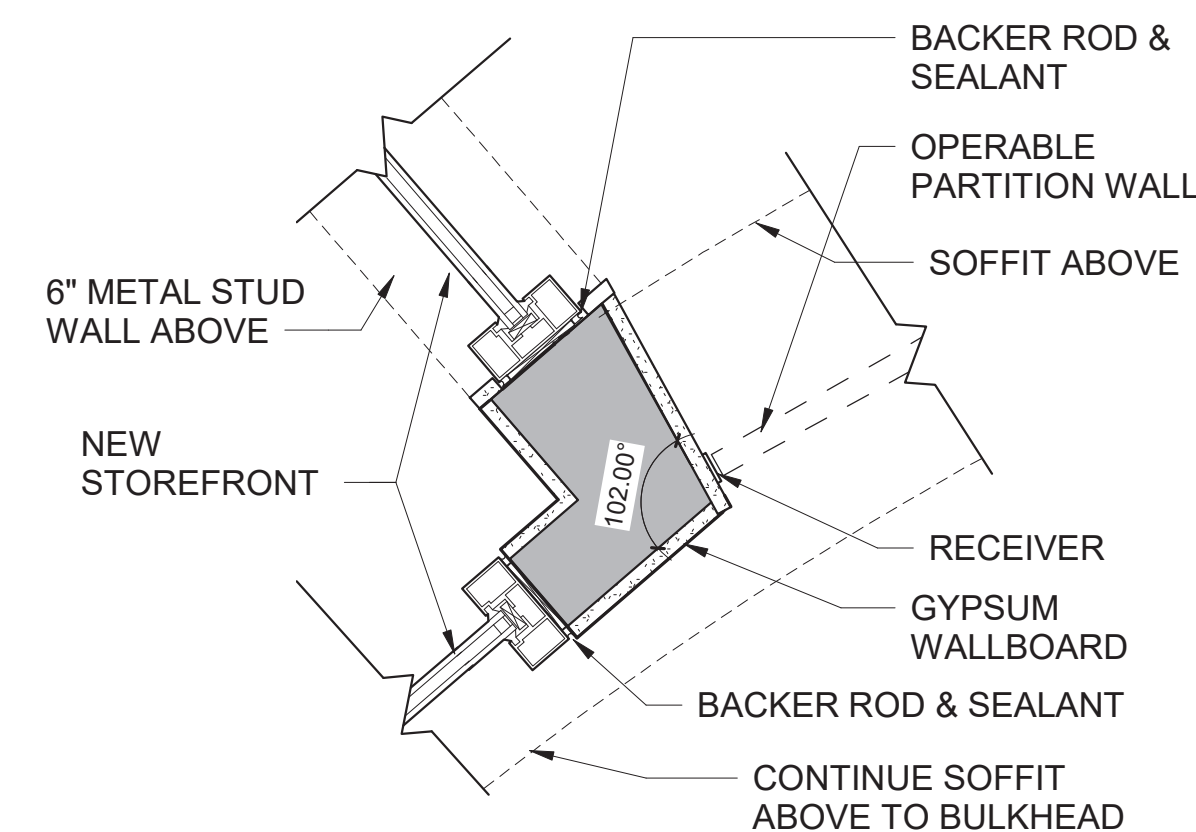 BACKER ROD &
SEALANT
OPERABLE
PARTITION WALL
SOFFIT ABOVE
6" METAL STUD
WALL ABOVE
NEW
STOREFRONT
102.00°
RECEIVER
GYPSUM
WALLBOARD
BACKER ROD & SEALANT
CONTINUE SOFFIT
ABOVE TO BULKHEAD